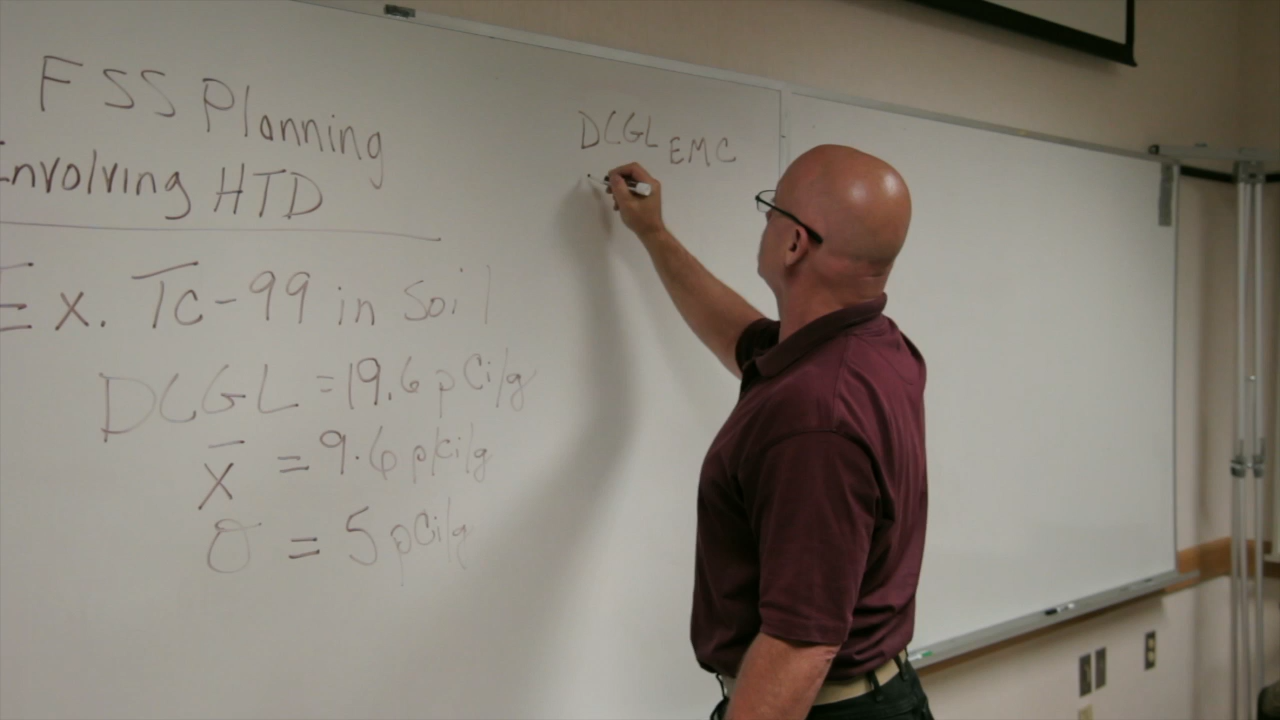 FSS Planning
Involving HTD
Ex. Tc-99 in Soil
DCGL = 19.6 pCi/g
x̄ = 9.6 pCi/g
σ = 5 pCi/g
DCGL EMC